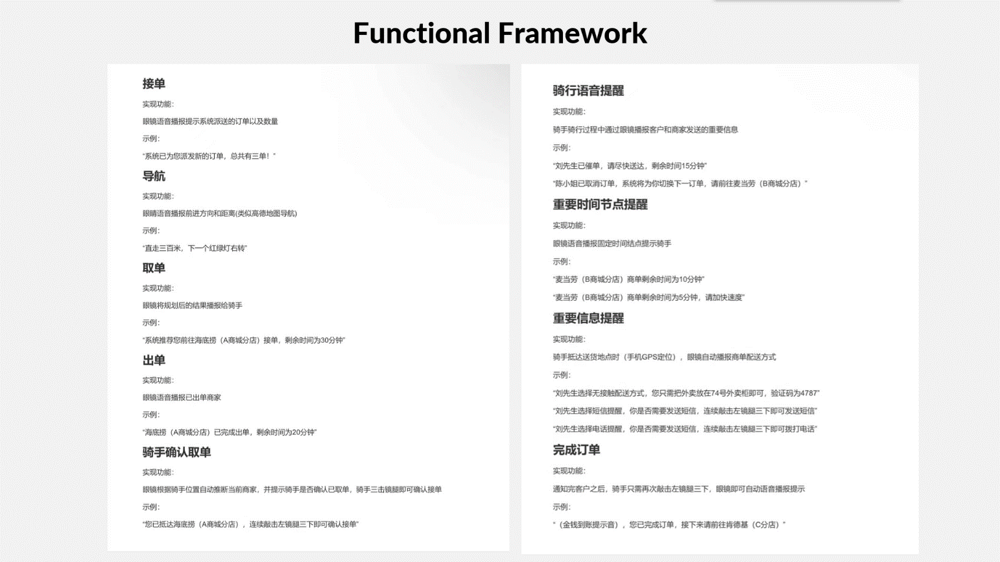 Functional Framework
接单
实现功能：
眼镜语音播报提示系统派送的订单以及数量
示例：
“系统已为您派发新的订单，总共有三单！”
导航
实现功能：
眼睛语音播报前进方向和距离(类似高德地图导航)
示例：
“直走三百米，下一个红绿灯右转”
取单
实现功能：
眼镜将规划后的结果播报给骑手
示例：
“系统推荐您前往海底捞（A商城分店）接单，剩余时间为30分钟”
出单
实现功能：
眼镜语音播报已出单商家
示例：
“海底捞（A商城分店）已完成出单，剩余时间为20分钟”
骑手确认取单
实现功能：
眼镜根据骑手位置自动推断当前商家，并提示骑手是否确认已取单，骑手三击镜腿即可确认接单
示例：
“您已抵达海底捞（A商城分店），连续敲击左镜腿三下即可确认接单”
骑行语音提醒
实现功能：
骑手骑行过程中通过眼镜播报客户和商家发送的重要信息
示例：
“刘先生已催单，请尽快送达，剩余时间15分钟”
“陈小姐已取消订单，系统将为你切换下一订单，请前往麦当劳（B商城分店）”
重要时间节点提醒
实现功能：
眼镜语音播报固定时间结点提示骑手
示例：
“麦当劳（B商城分店）商单剩余时间为10分钟”
“麦当劳（B商城分店）商单剩余时间为5分钟，请加快速度”
重要信息提醒
实现功能：
骑手抵达送货地点时（手机GPS定位），眼镜自动播报商单配送方式
示例：
“刘先生选择无接触配送方式，您只需把外卖放在74号外卖柜即可，验证码为4787”
“刘先生选择短信提醒，你是否需要发送短信，连续敲击左镜腿三下即可发送短信”
“刘先生选择电话提醒，你是否需要发送短信，连续敲击左镜腿三下即可拨打电话”
完成订单
实现功能：
通知完客户之后，骑手只需再次敲击左镜腿三下，眼镜即可自动语音播报提示
示例：
“（金钱到账提示音），您已完成订单，接下来请前往肯德基（C分店）”